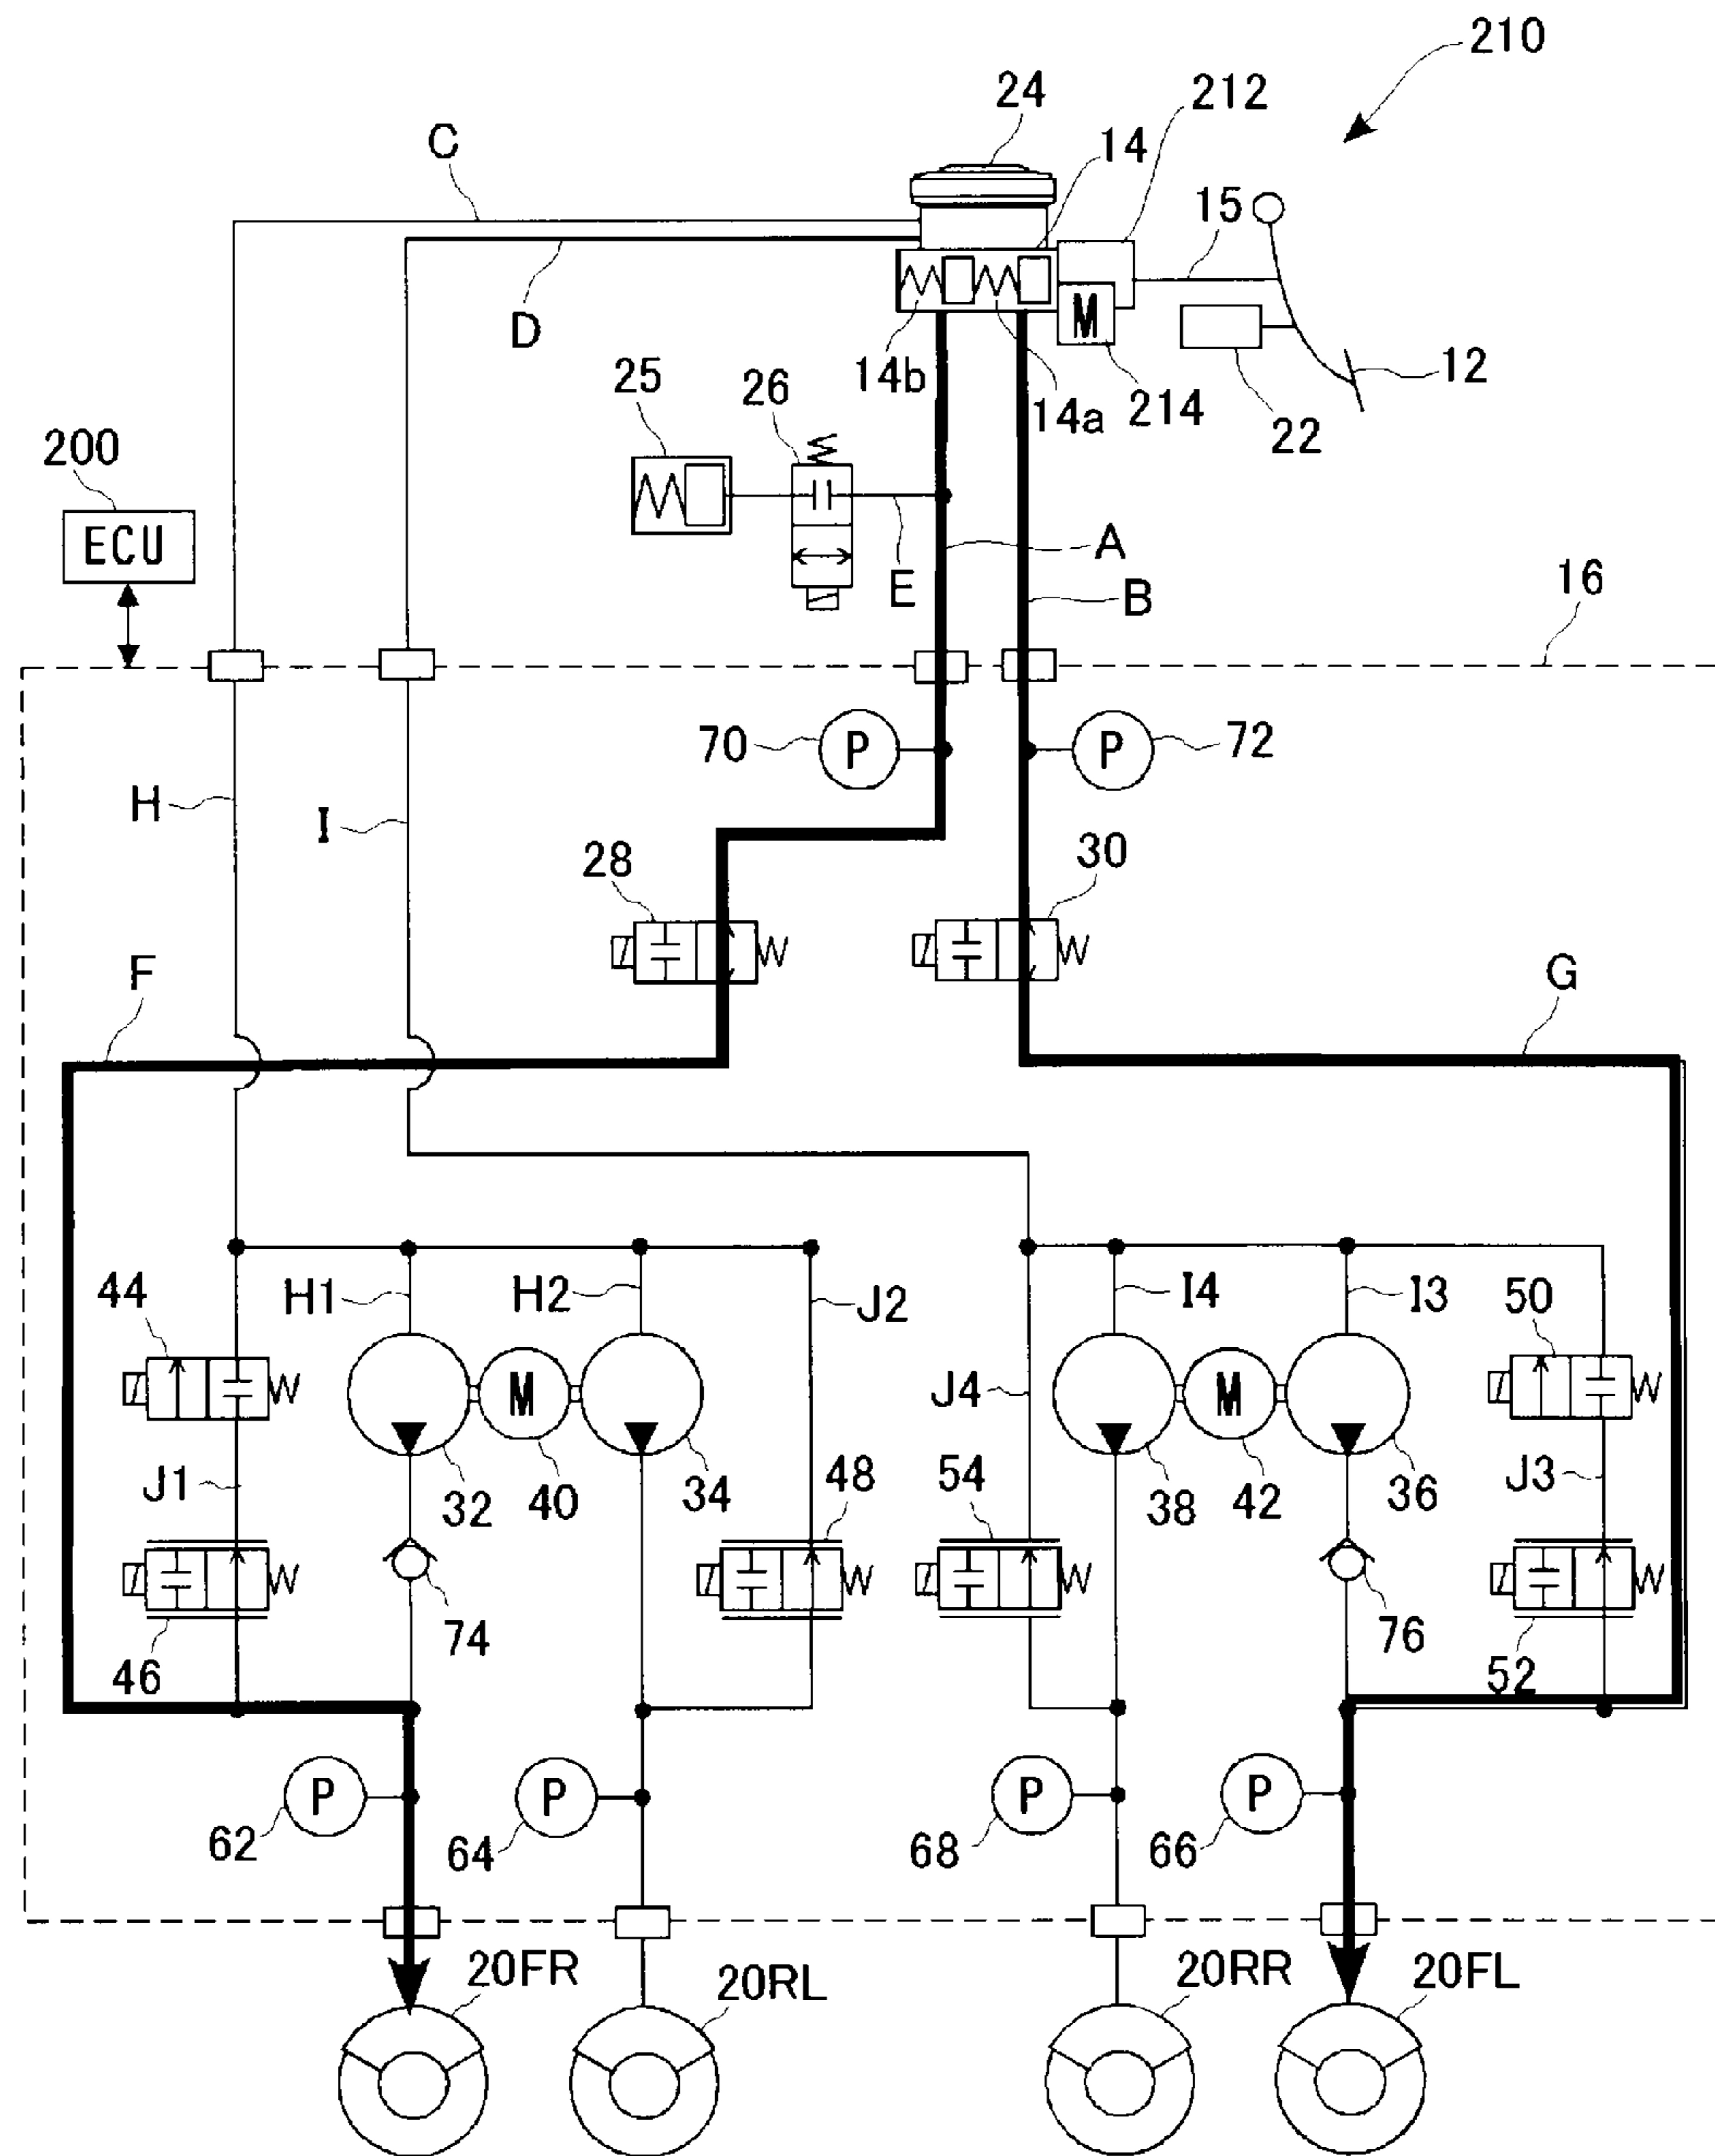 210
24
212
C
14
15
D
M
14b
14a
214
22
12
25
26
200
ECU
A
E
B
16
70
P
P
72
H
I
28
30
F
G
44
H1
H2
J2
I4
I3
50
M
J4
M
J1
32
40
34
48
54
38
42
36
J3
46
74
76
52
P
P
P
P
62
64
68
66
20FR
20RL
20RR
20FL